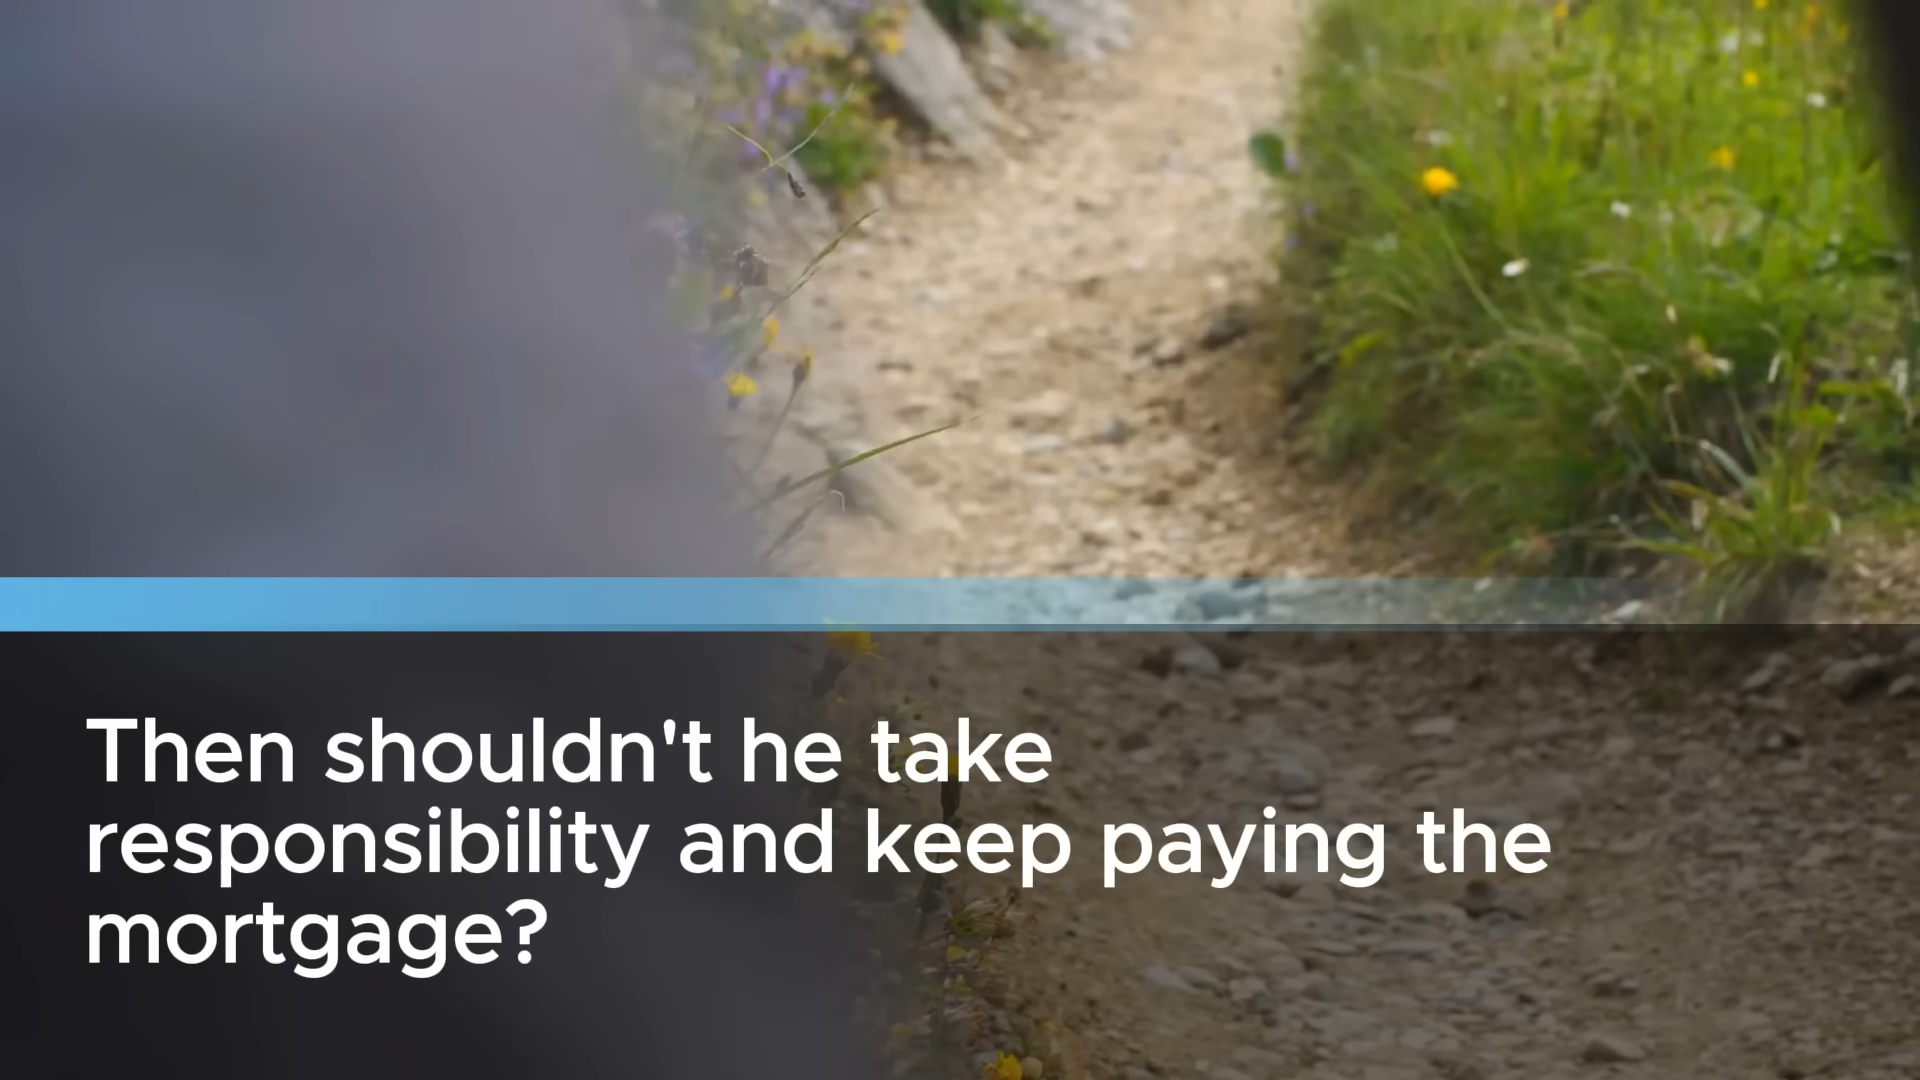 Then shouldn't he take
responsibility and keep paying the
mortgage?